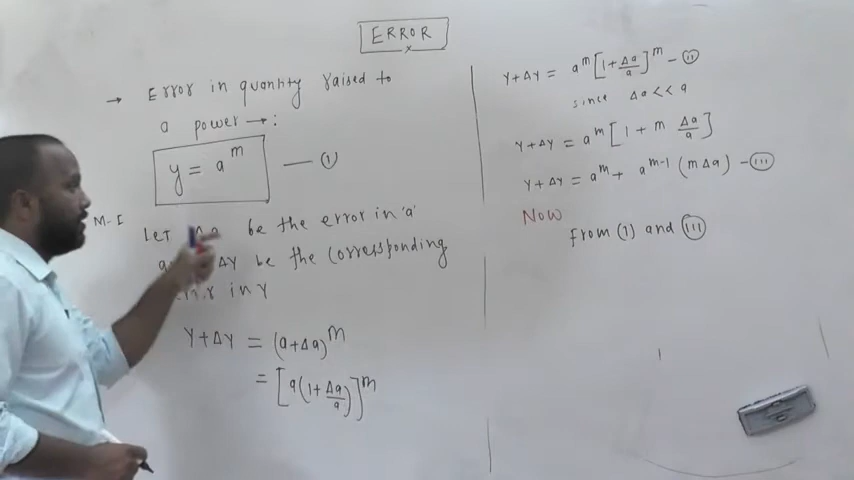 ERROR
→ Error in quantity raised to
a power →:
y = a^m — (1)
M-I
Let be the error in 'a'
ΔY be the corresponding
in Y
Y+ΔY = (a+Δa)^m
= [a(1+Δa/a)]^m
Y+ΔY = a^m [1+Δa/a]^m - (ii)
since Δa << a
Y+ΔY = a^m [1 + m Δa/a]
Y+ΔY = a^m + a^m-1 (mΔa) - (iii)
Now
from (1) and (iii)